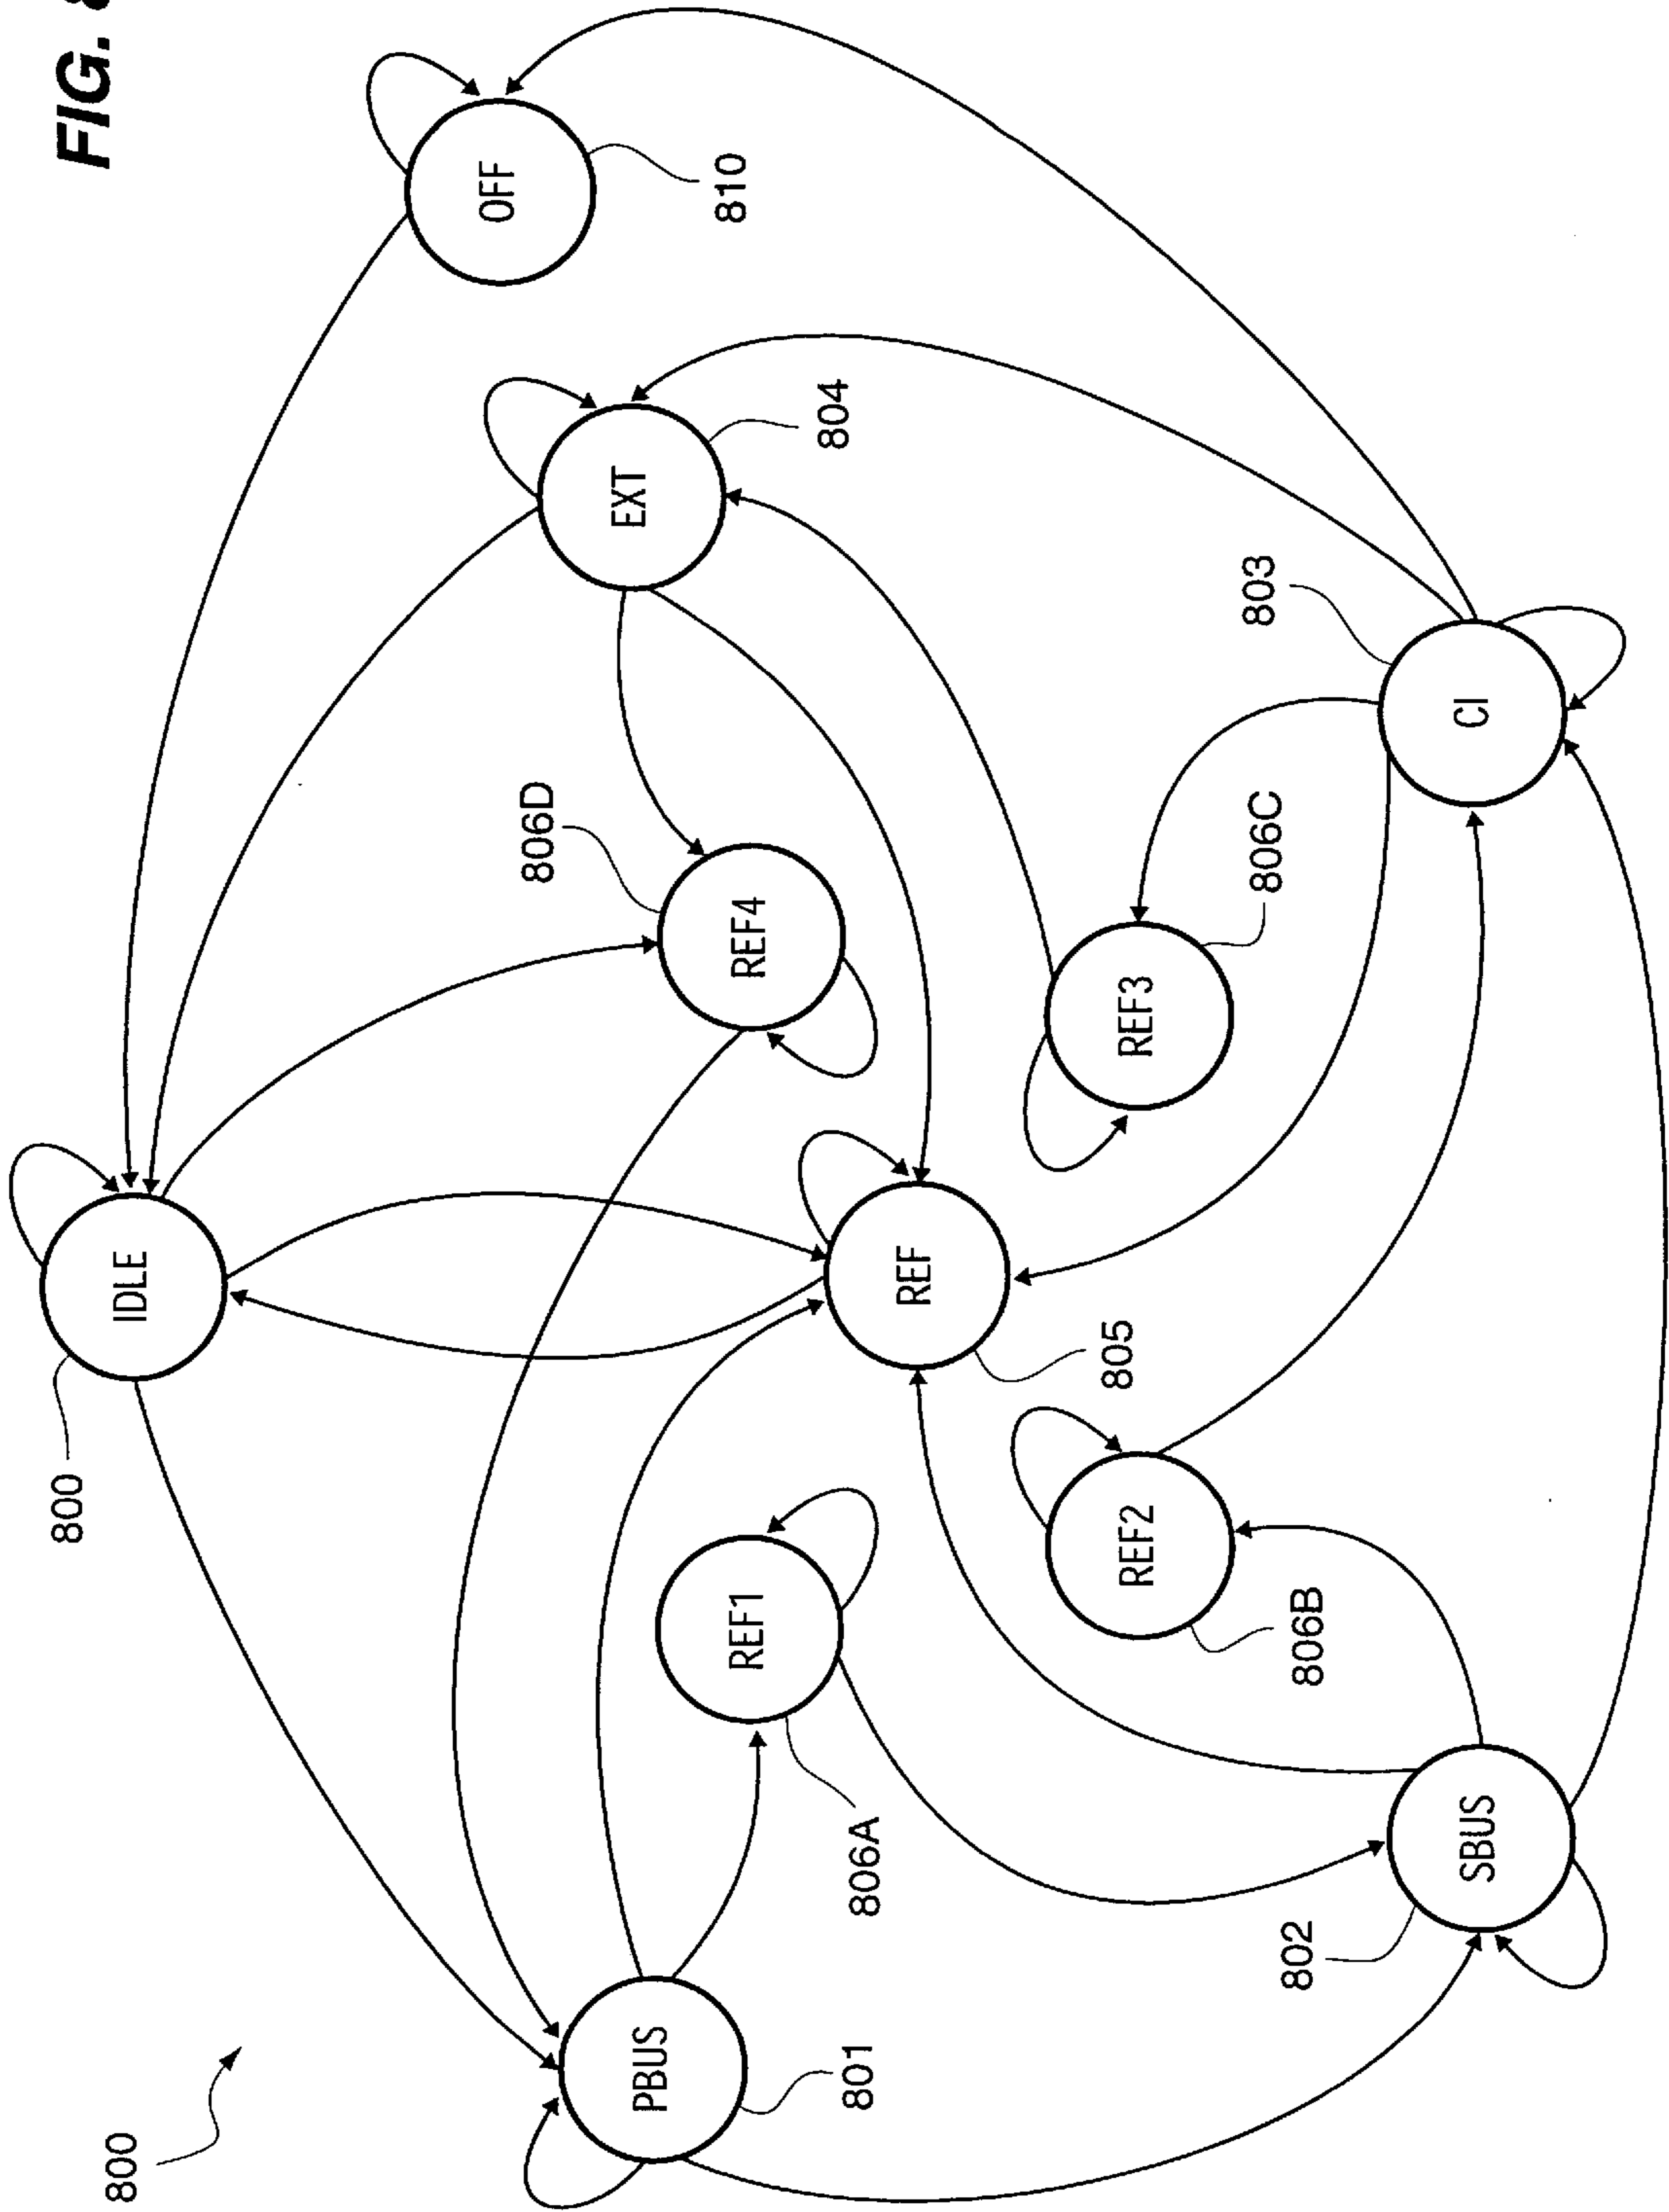 FIG.
800
800
IDLE
OFF
806D
EXT
PBUS
810
REF1
REF4
804
801
806A
REF
805
REF2
REF3
803
806C
802
806B
SBUS
CI